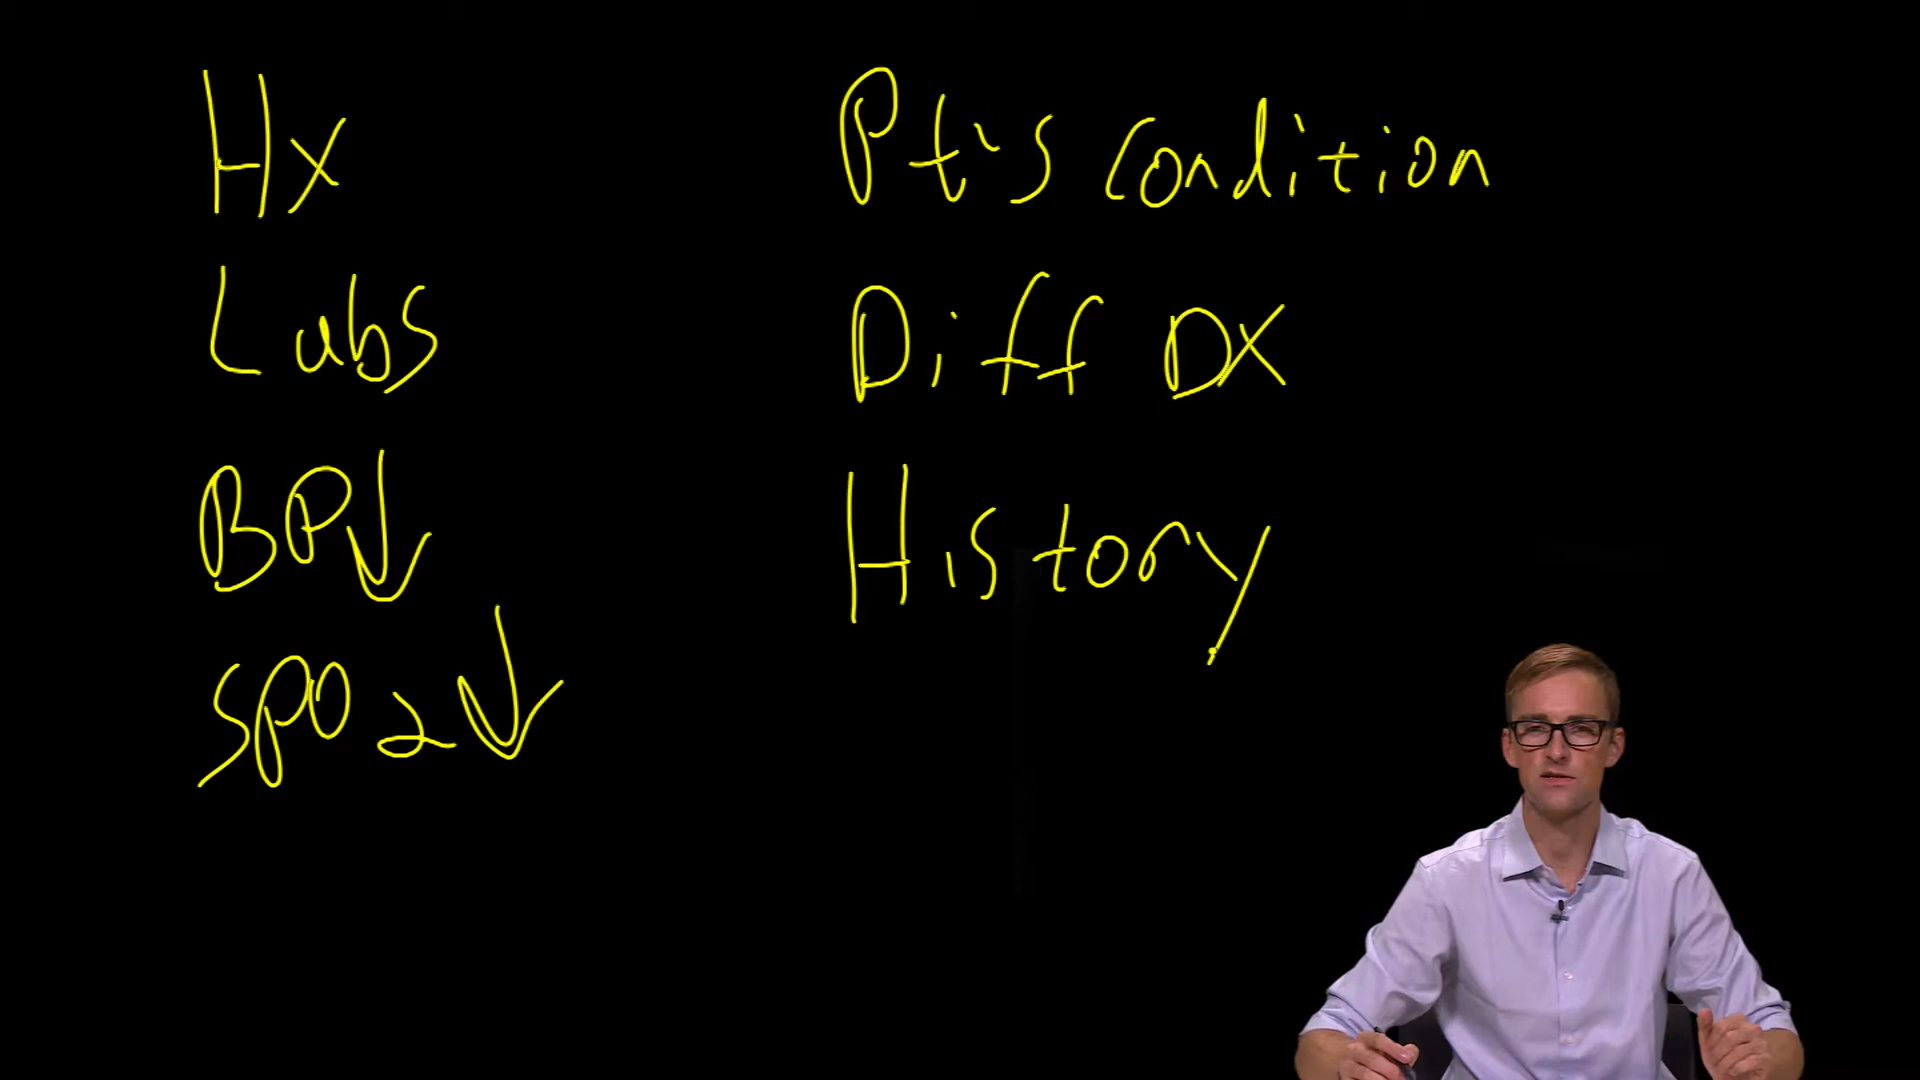 Hx
Labs
BP↓
SPO2↓
Pt's condition
Diff DX
History